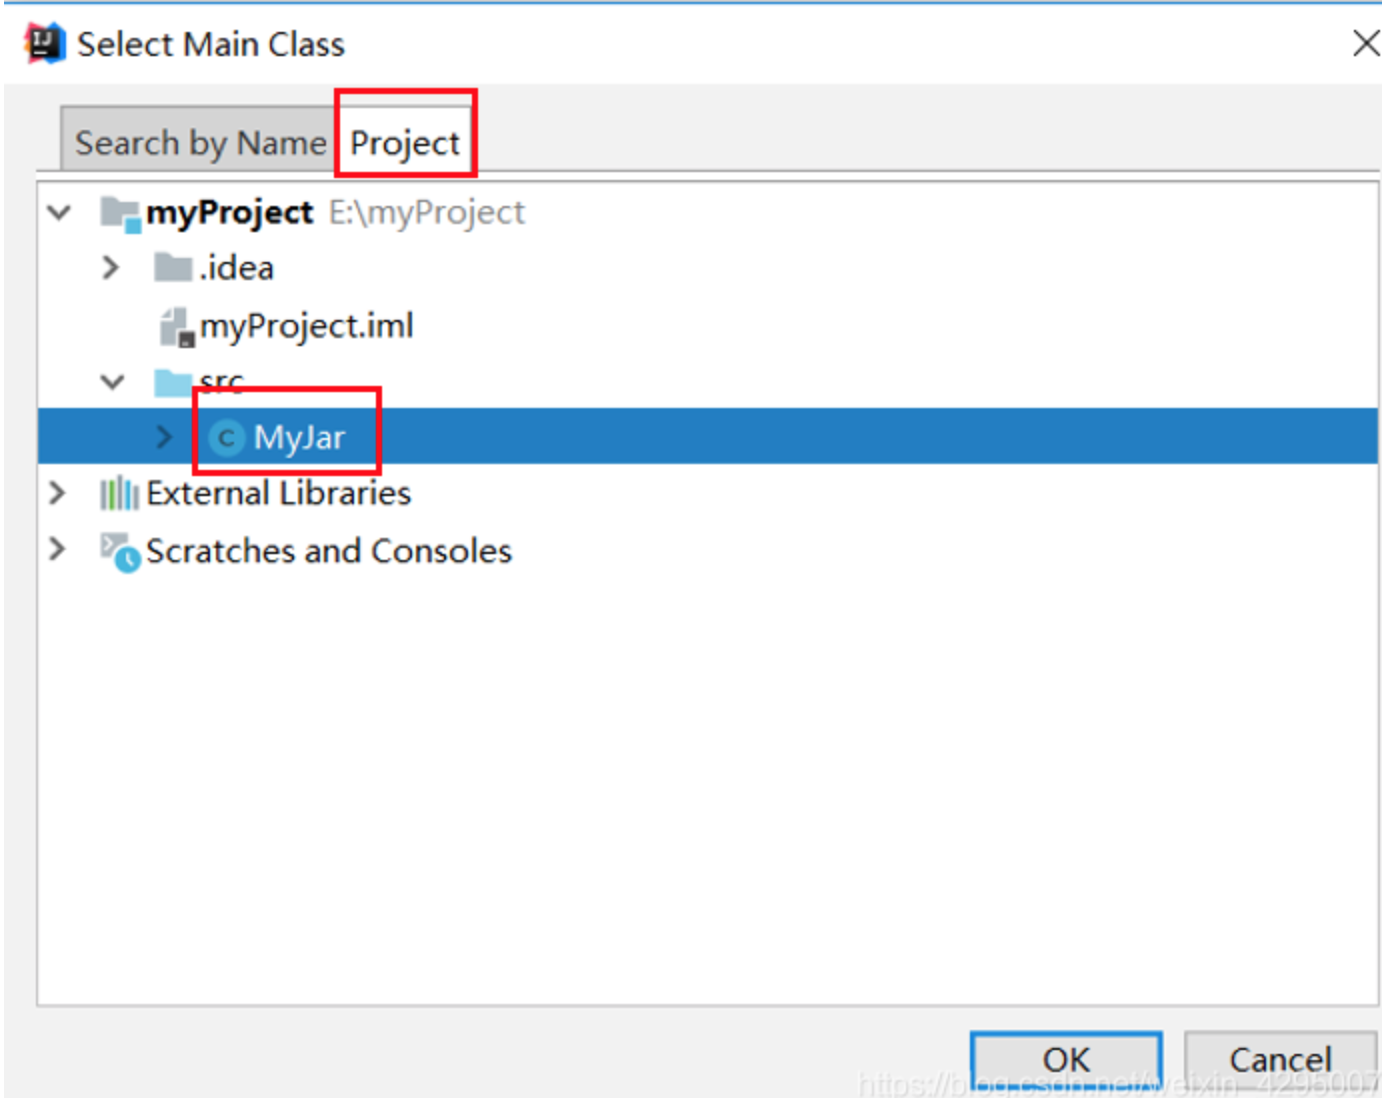 Select Main Class
Search by Name Project
myProject E:\myProject
.idea
myProject.iml
src
MyJar
External Libraries
Scratches and Consoles
OK Cancel
https://blog.csdn.net/weixin_4295007